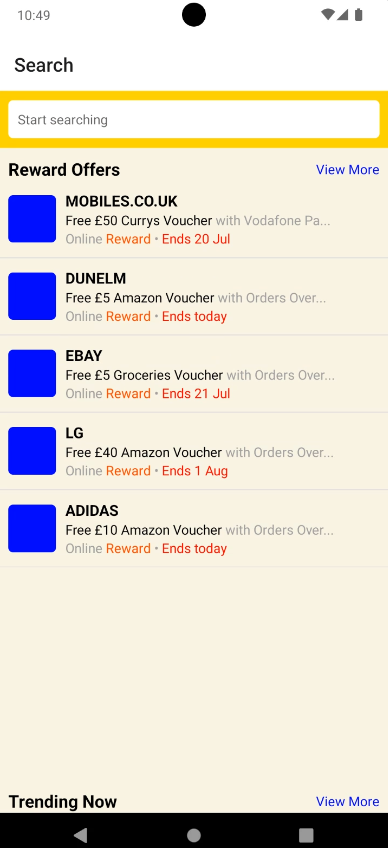 10:49
Search
Start searching
Reward Offers View More
MOBILES.CO.UK
Free £50 Currys Voucher with Vodafone Pa...
Online Reward • Ends 20 Jul
DUNELM
Free £5 Amazon Voucher with Orders Over...
Online Reward • Ends today
EBAY
Free £5 Groceries Voucher with Orders Over...
Online Reward • Ends 21 Jul
LG
Free £40 Amazon Voucher with Orders Over...
Online Reward • Ends 1 Aug
ADIDAS
Free £10 Amazon Voucher with Orders Over...
Online Reward • Ends today
Trending Now View More